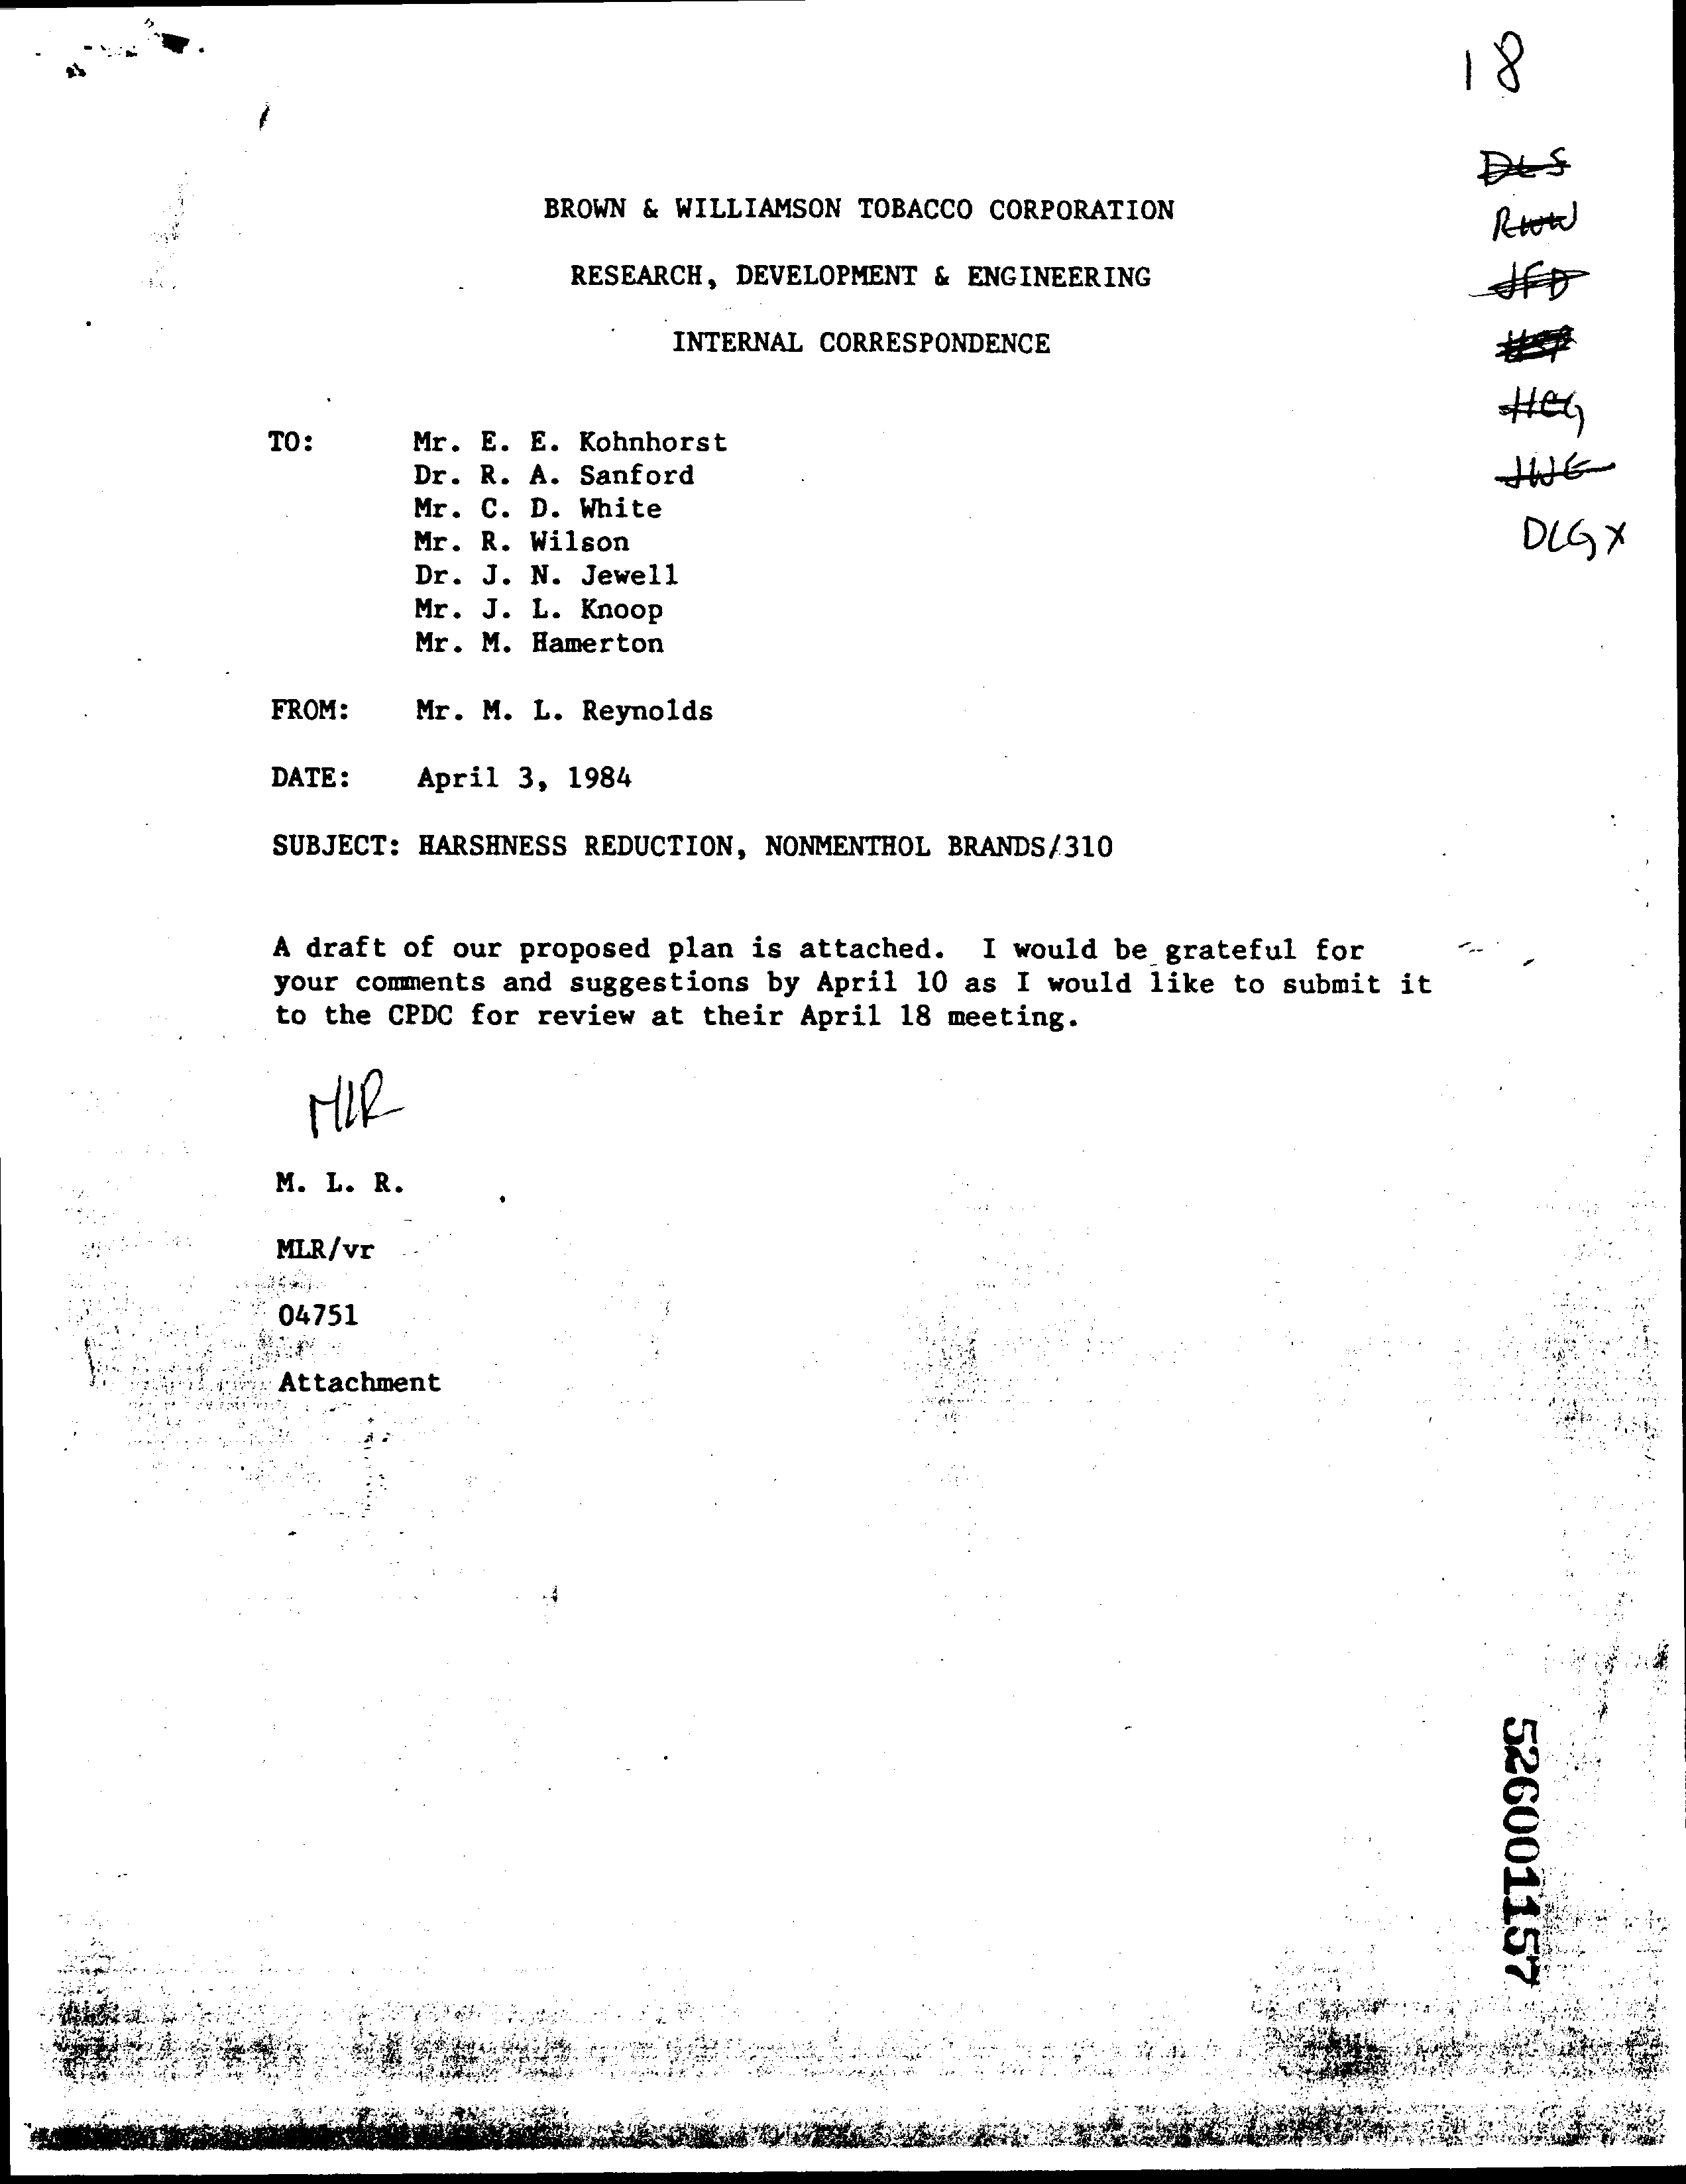 18
DLS
RWW
JFD
HEG
JWG
DLG X
BROWN & WILLIAMSON TOBACCO CORPORATION
RESEARCH, DEVELOPMENT & ENGINEERING
INTERNAL CORRESPONDENCE
TO: Mr. E. E. Kohnhorst
Dr. R. A. Sanford
Mr. C. D. White
Mr. R. Wilson
Dr. J. N. Jewell
Mr. J. L. Knoop
Mr. M. Hamerton
FROM: Mr. M. L. Reynolds
DATE: April 3, 1984
SUBJECT: HARSHNESS REDUCTION, NONMENTHOL BRANDS/310
A draft of our proposed plan is attached. I would be grateful for
your comments and suggestions by April 10 as I would like to submit it
to the CPDC for review at their April 18 meeting.
MLR
M. L. R.
MLR/vr
04751
Attachment
526001157